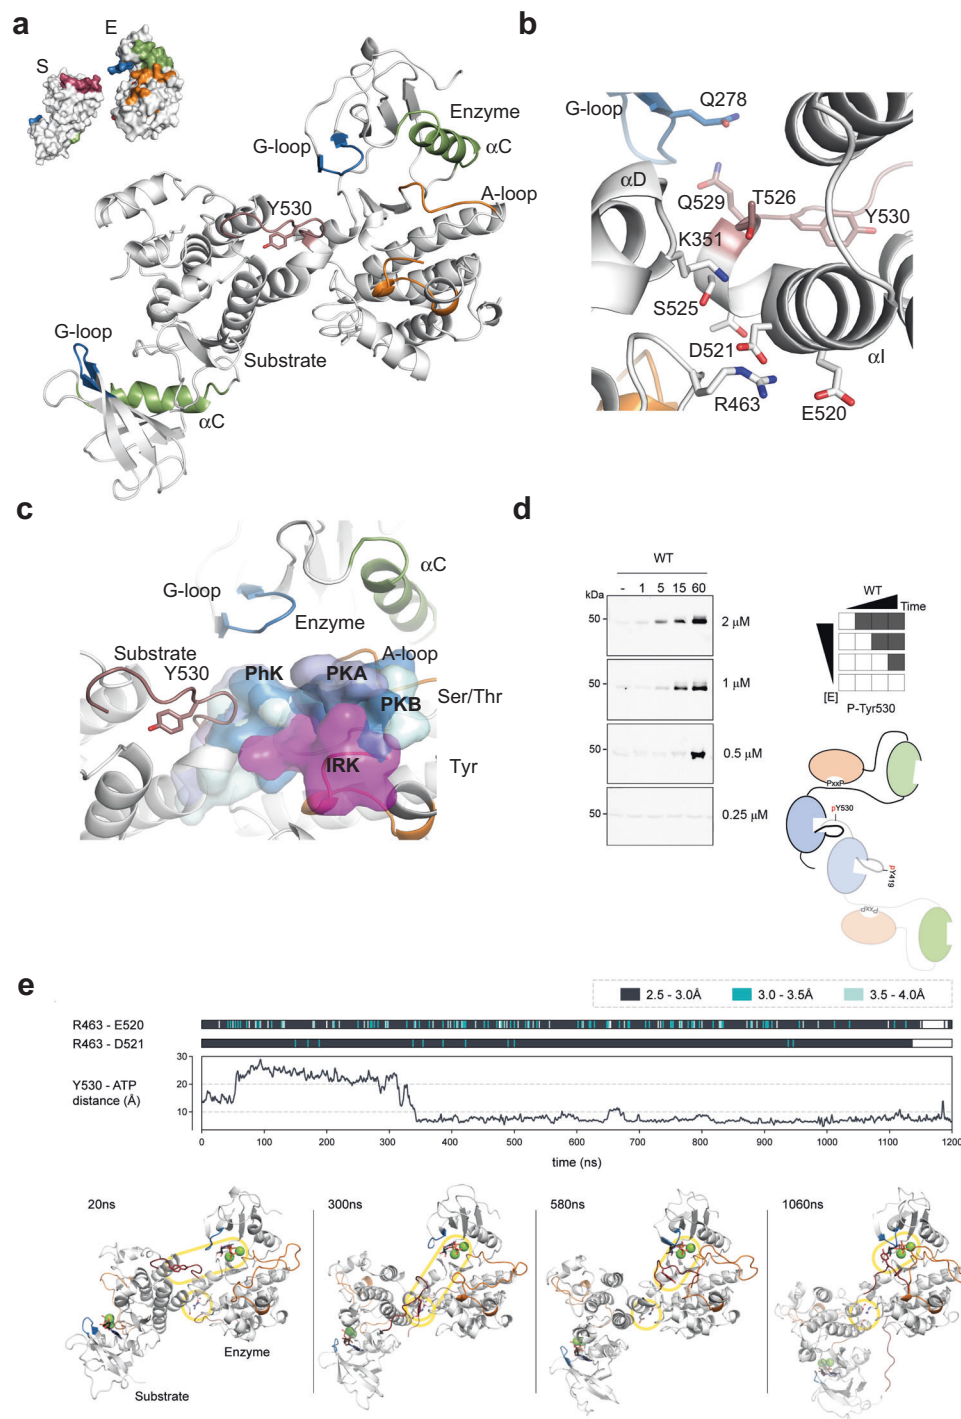 a
S
E
Enzyme
G-loop
αC
A-loop
Y530
G-loop
Substrate
αC
b
Q278
G-loop
αD
Q529
T526
Y530
K351
S525
D521
αI
R463
E520
c
αC
G-loop
Enzyme
Substrate
A-loop
Y530
PhK
PKA
Ser/Thr
PKB
IRK
Tyr
d
WT
- 1 5 15 60
kDa
50
2 μM
50
1 μM
50
0.5 μM
50
0.25 μM
WT
Time
[E]
P-Tyr530
PxxP
pY530
pY419
PxxP
e
2.5 - 3.0Å
3.0 - 3.5Å
3.5 - 4.0Å
R463 - E520
R463 - D521
Y530 - ATP
distance (Å)
30
20
10
0 100 200 300 400 500 600 700 800 900 1000 1100 1200
time (ns)
20ns
300ns
580ns
1060ns
Enzyme
Substrate